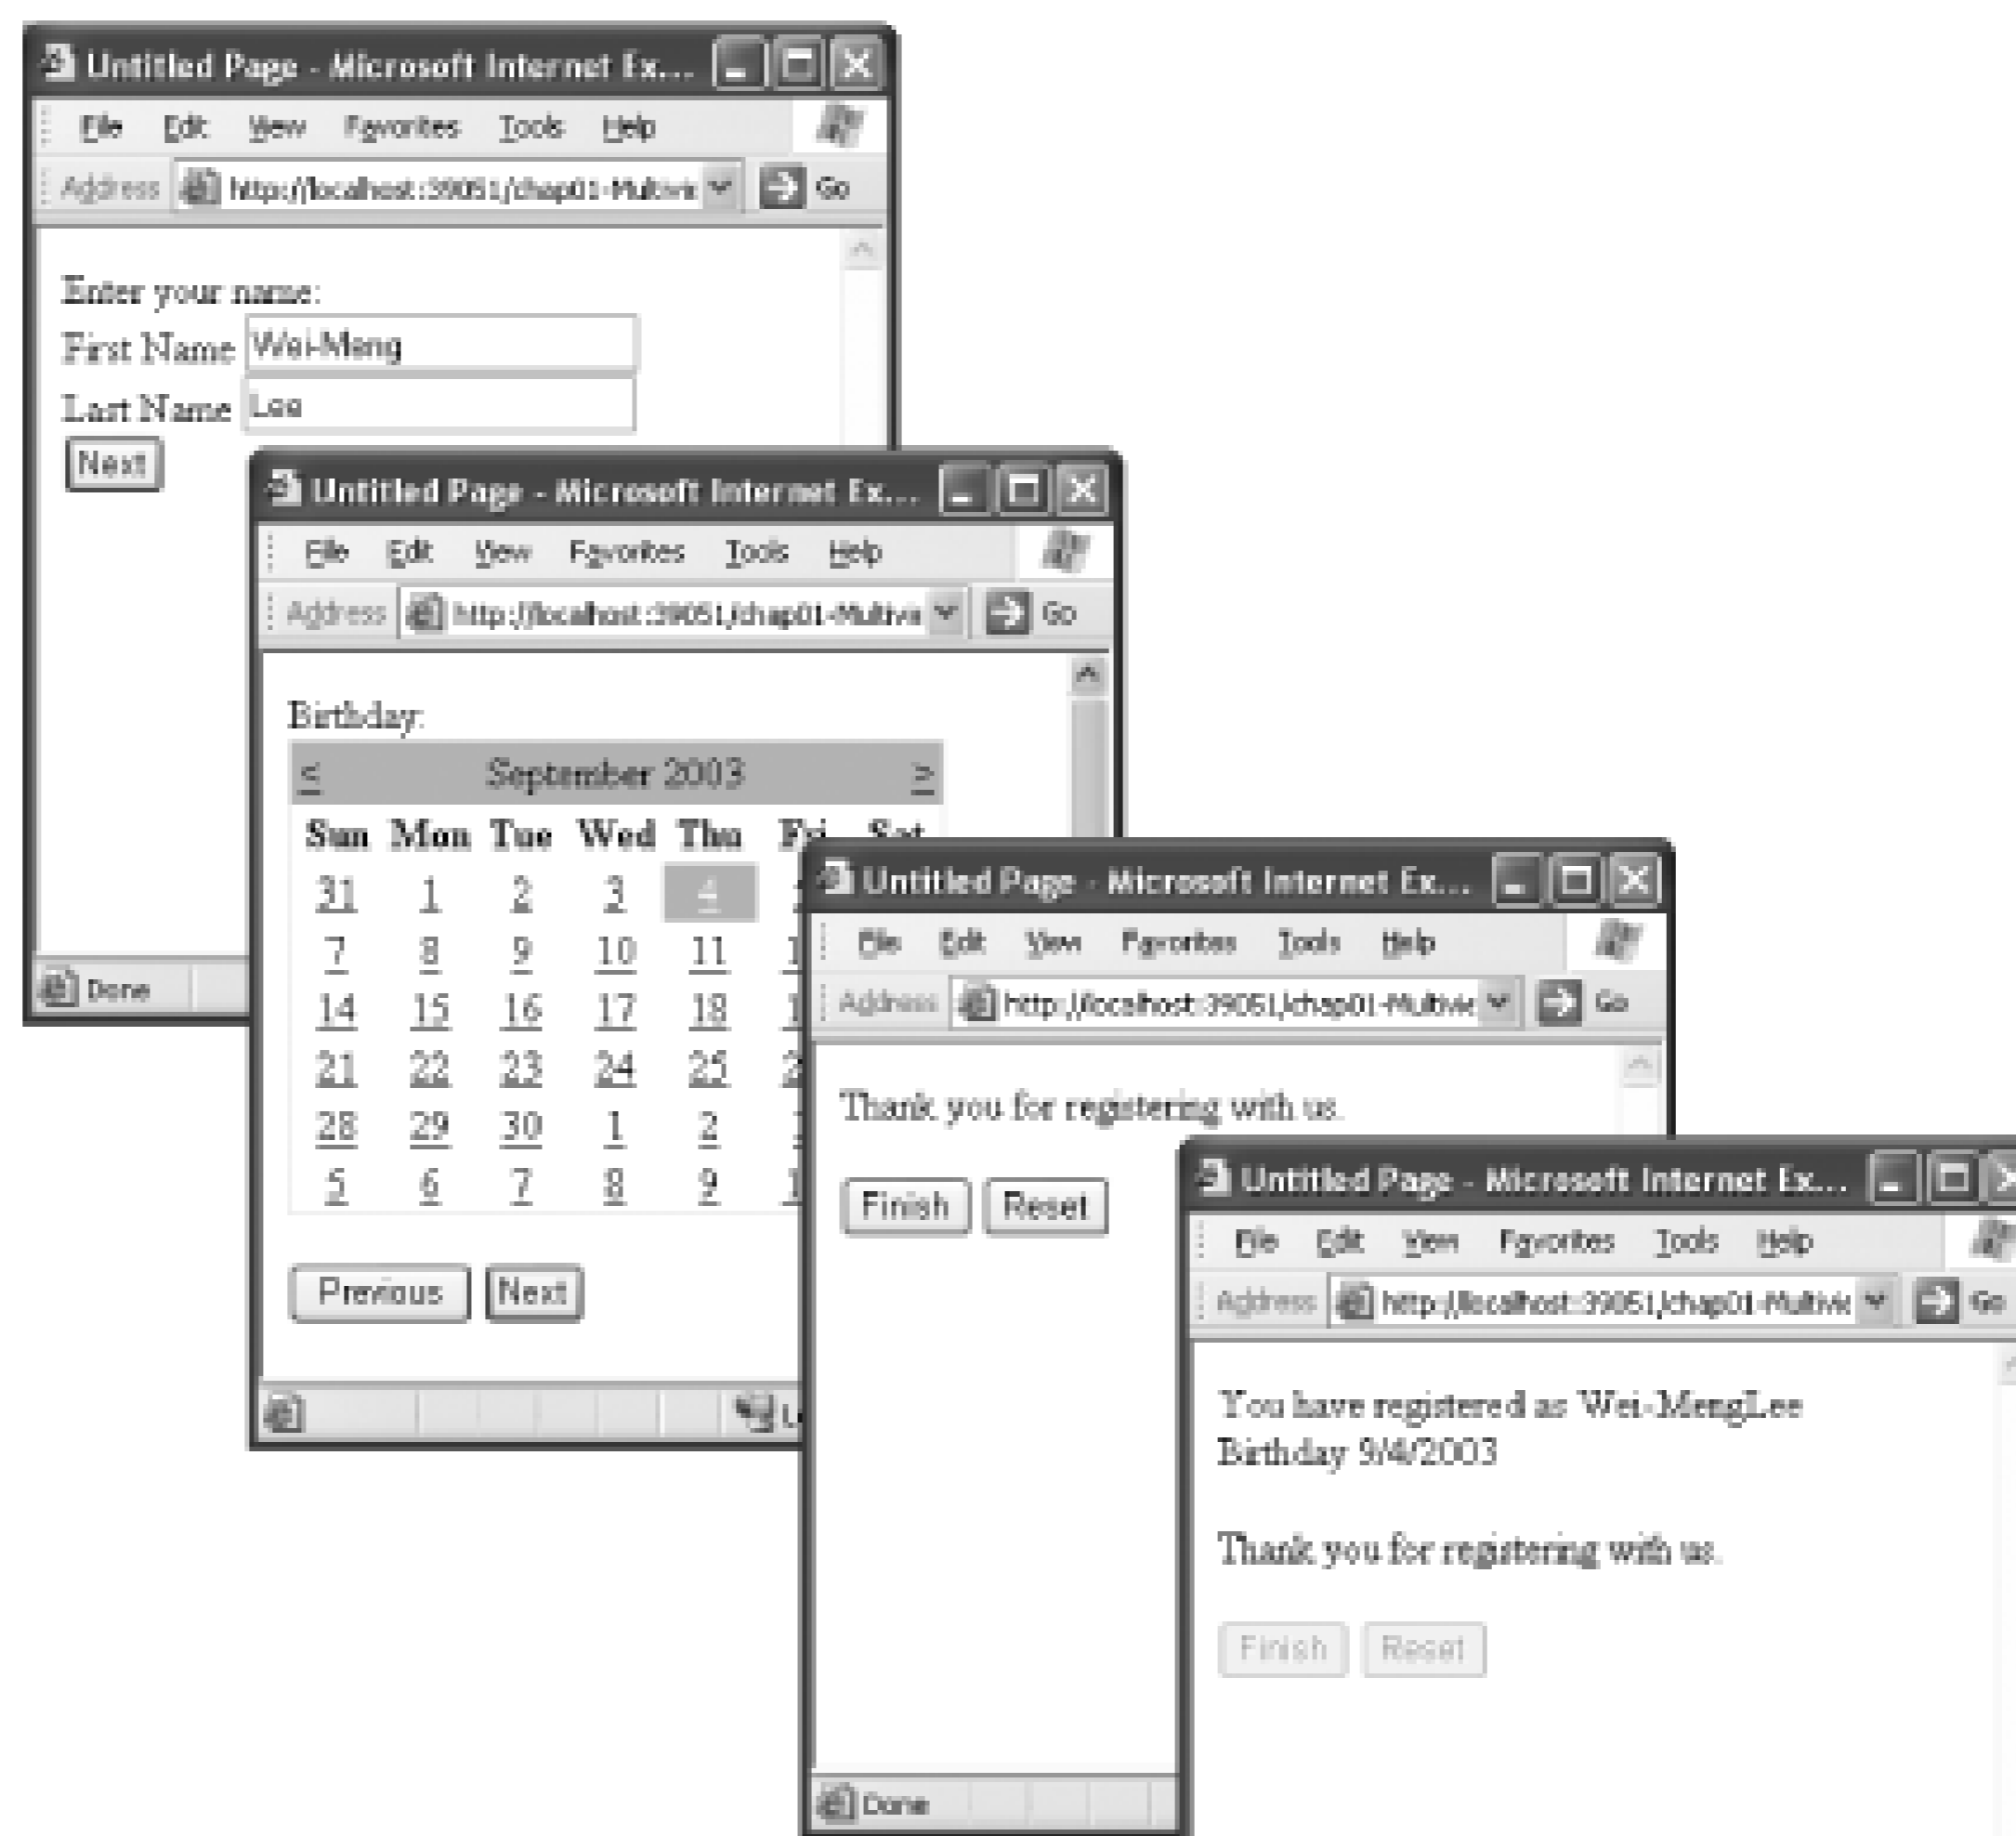 Untitled Page - Microsoft Internet Ex...
File Edit View Favorites Tools Help
Address http://localhost:39051/chap01-Multivie Go
Enter your name:
First Name Wei-Meng
Last Name Lee
Next
Done
Untitled Page - Microsoft Internet Ex...
File Edit View Favorites Tools Help
Address http://localhost:39051/chap01-Multivie Go
Birthday:
< September 2003 >
Sun Mon Tue Wed Thu Fri Sat
31 1 2 3 4
7 8 9 10 11
14 15 16 17 18
21 22 23 24 25
28 29 30 1 2
5 6 7 8 9
Previous Next
Untitled Page - Microsoft Internet Ex...
File Edit View Favorites Tools Help
Address http://localhost:39051/chap01-Multivie Go
Thank you for registering with us.
Finish Reset
Done
Untitled Page - Microsoft Internet Ex...
File Edit View Favorites Tools Help
Address http://localhost:39051/chap01-Multivie Go
You have registered as Wei-MengLee
Birthday 9/4/2003
Thank you for registering with us.
Finish Reset